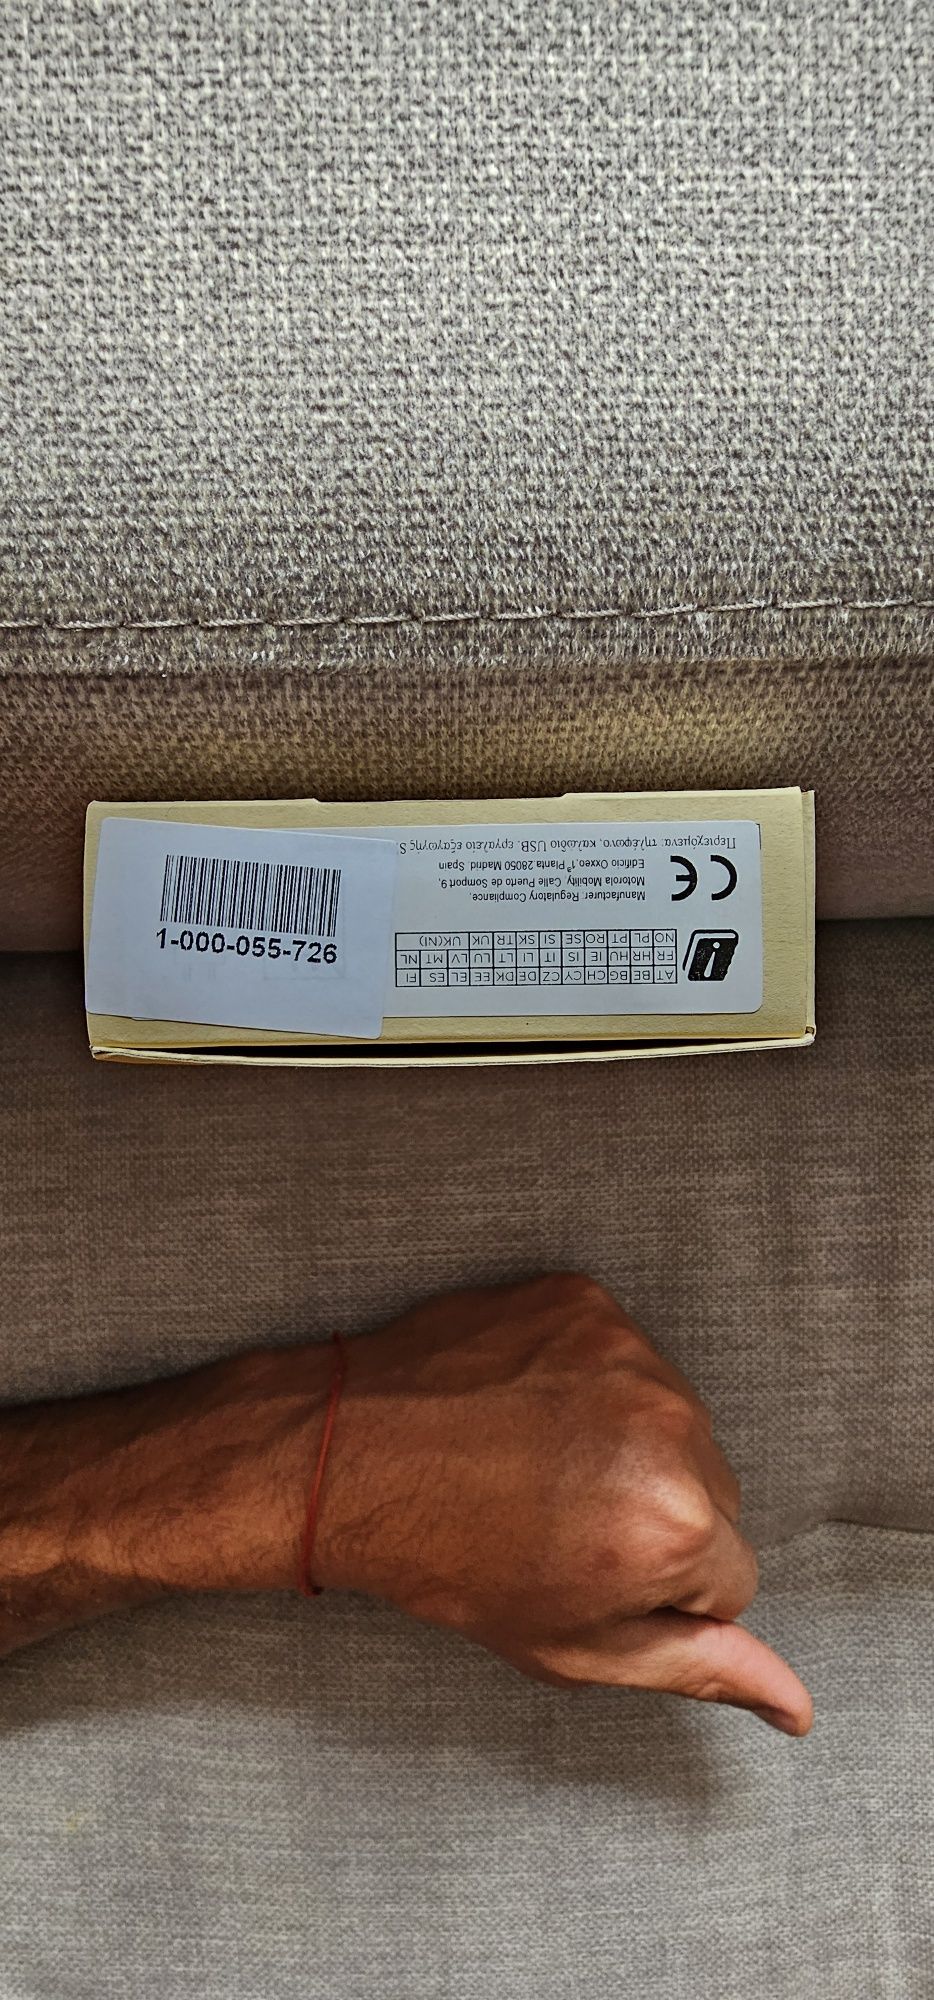 1-000-055-726
Περιεχόμενα: τηλέφωνο, καλώδιο USB, εργαλείο εξαγωγής S
Manufacturer: Regulatory Compliance,
Motorola Mobility, Calle Puerto de Somport 9,
Edificio Oxxeo,1ª Planta 28050 Madrid, Spain
CE
i
AT BE BG CH CY CZ DE DK EE EL ES FI
FR HR HU IE IS IT LI LT LU LV MT NL
NO PL PT RO SE SI SK TR UK UK(NI)